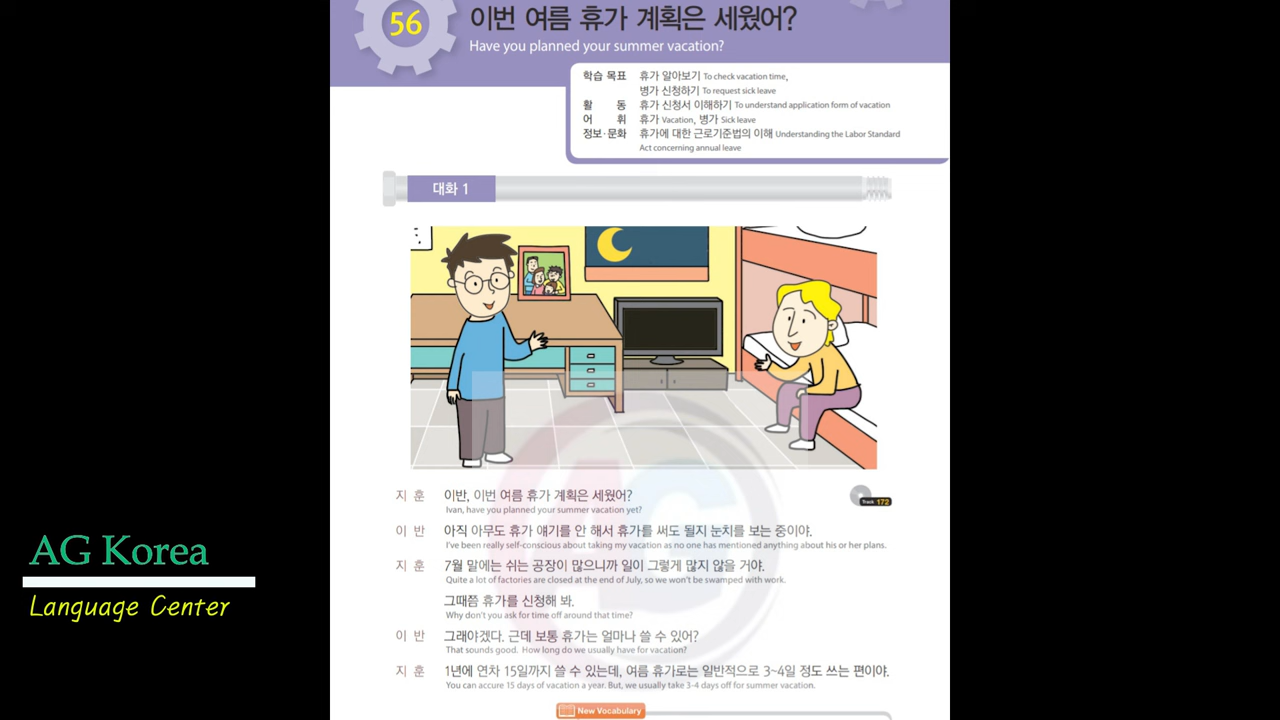 56
이번 여름 휴가 계획은 세웠어?
Have you planned your summer vacation?
학습 목표 휴가 알아보기 To check vacation time,
병가 신청하기 To request sick leave
활 동 휴가 신청서 이해하기 To understand application form of vacation
어 휘 휴가 Vacation, 병가 Sick leave
정보·문화 휴가에 대한 근로기준법의 이해 Understanding the Labor Standard
Act concerning annual leave
대화 1
지 훈 이반, 이번 여름 휴가 계획은 세웠어?
Ivan, have you planned your summer vacation yet?
Track 172
이 반 아직 아무도 휴가 얘기를 안 해서 휴가를 써도 될지 눈치를 보는 중이야.
I've been really self-conscious about taking my vacation as no one has mentioned anything about his or her plans.
지 훈 7월 말에는 쉬는 공장이 많으니까 일이 그렇게 많지 않을 거야.
Quite a lot of factories are closed at the end of July, so we won't be swamped with work.
그때쯤 휴가를 신청해 봐.
Why don't you ask for time off around that time?
이 반 그래야겠다. 근데 보통 휴가는 얼마나 쓸 수 있어?
That sounds good. How long do we usually have for vacation?
지 훈 1년에 연차 15일까지 쓸 수 있는데, 여름 휴가로는 일반적으로 3~4일 정도 쓰는 편이야.
You can accure 15 days of vacation a year. But, we usually take 3-4 days off for summer vacation.
New Vocabulary
AG Korea
Language Center
AG